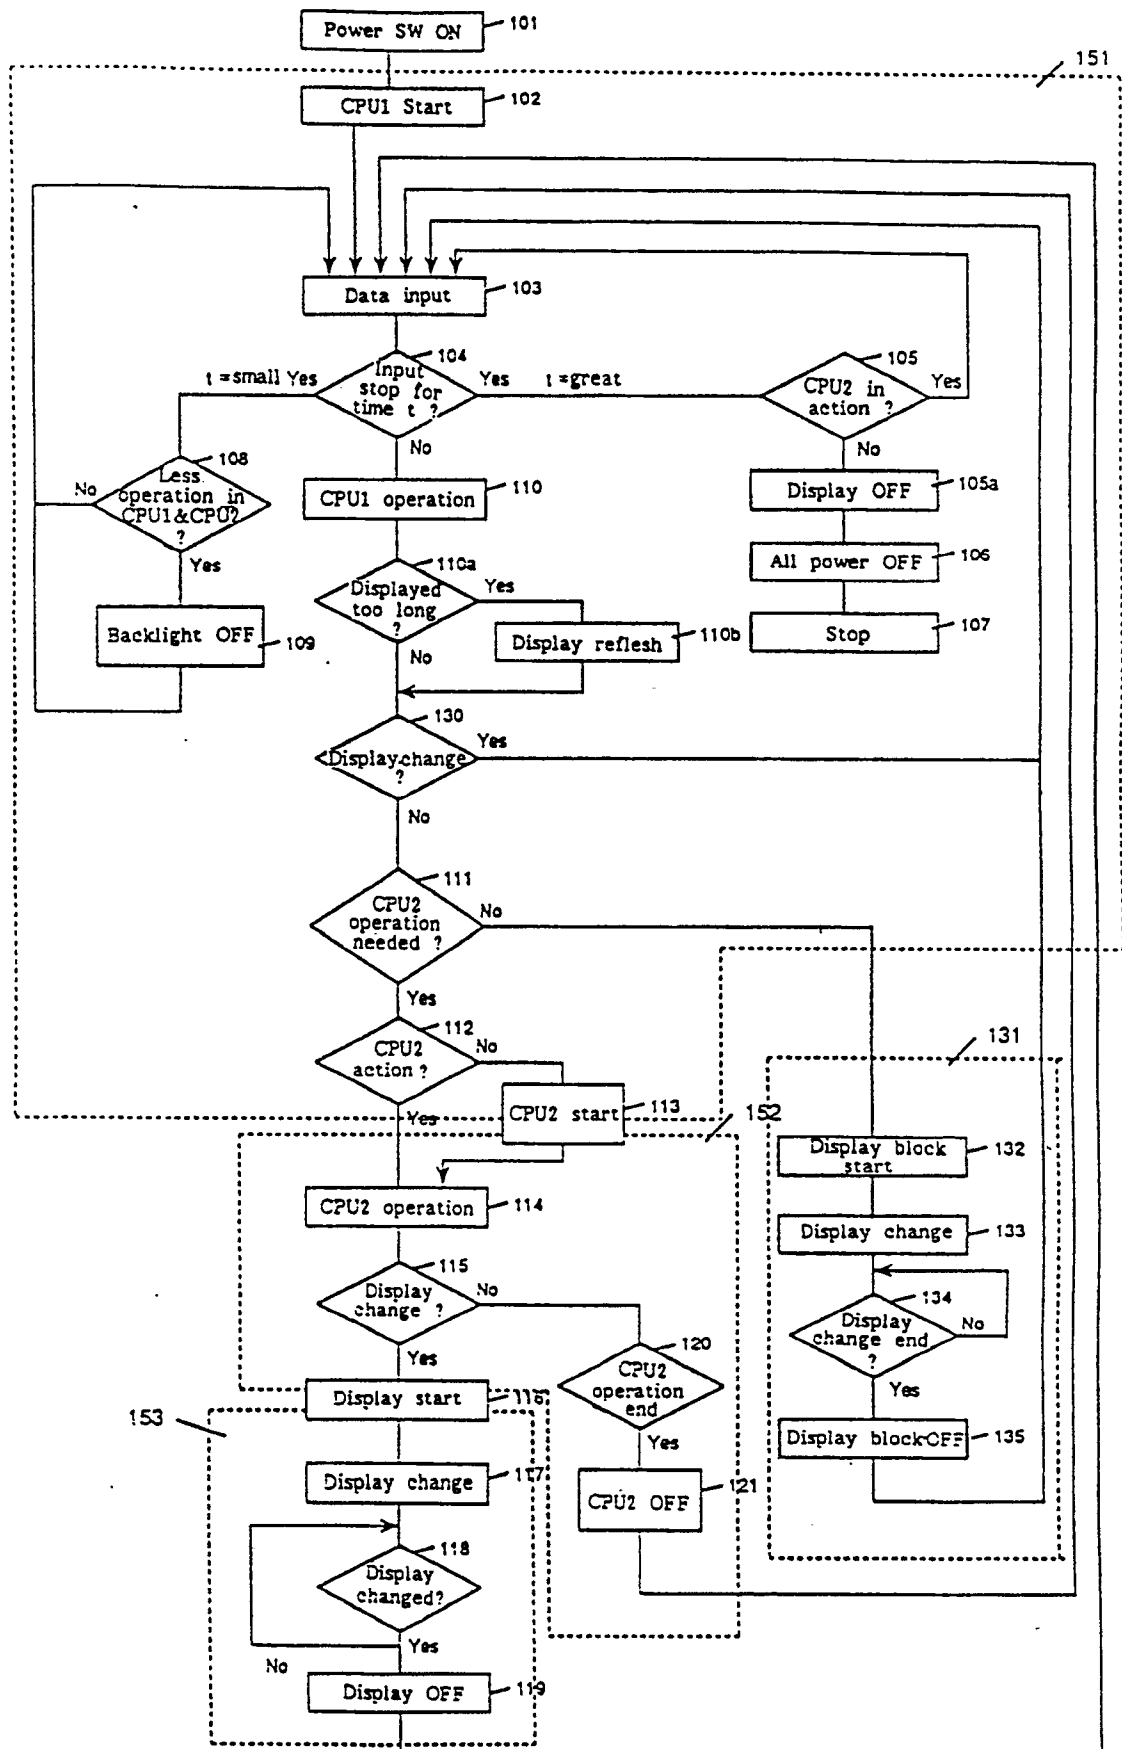 Power SW ON
101
151
CPU1 Start
102
Data input
103
104
Input
stop for
time t ?
t =small Yes
Yes t =great
No
105
CPU2 in
action ?
Yes
No
108
Less
operation in
CPU1&CPU2
?
No
Yes
CPU1 operation
110
Display OFF
105a
All power OFF
106
Stop
107
110a
Displayed
too long
?
Yes
No
Display reflesh
110b
Backlight OFF
109
130
Display change
?
Yes
No
111
CPU2
operation
needed ?
No
Yes
112
CPU2
action ?
No
Yes
CPU2 start
113
152
131
Display block
start
132
CPU2 operation
114
Display change
133
115
Display
change ?
No
Yes
134
Display
change end
?
No
Yes
120
CPU2
operation
end
Yes
Display start
116
153
Display block OFF
135
Display change
117
CPU2 OFF
121
118
Display
changed?
Yes
No
Display OFF
119